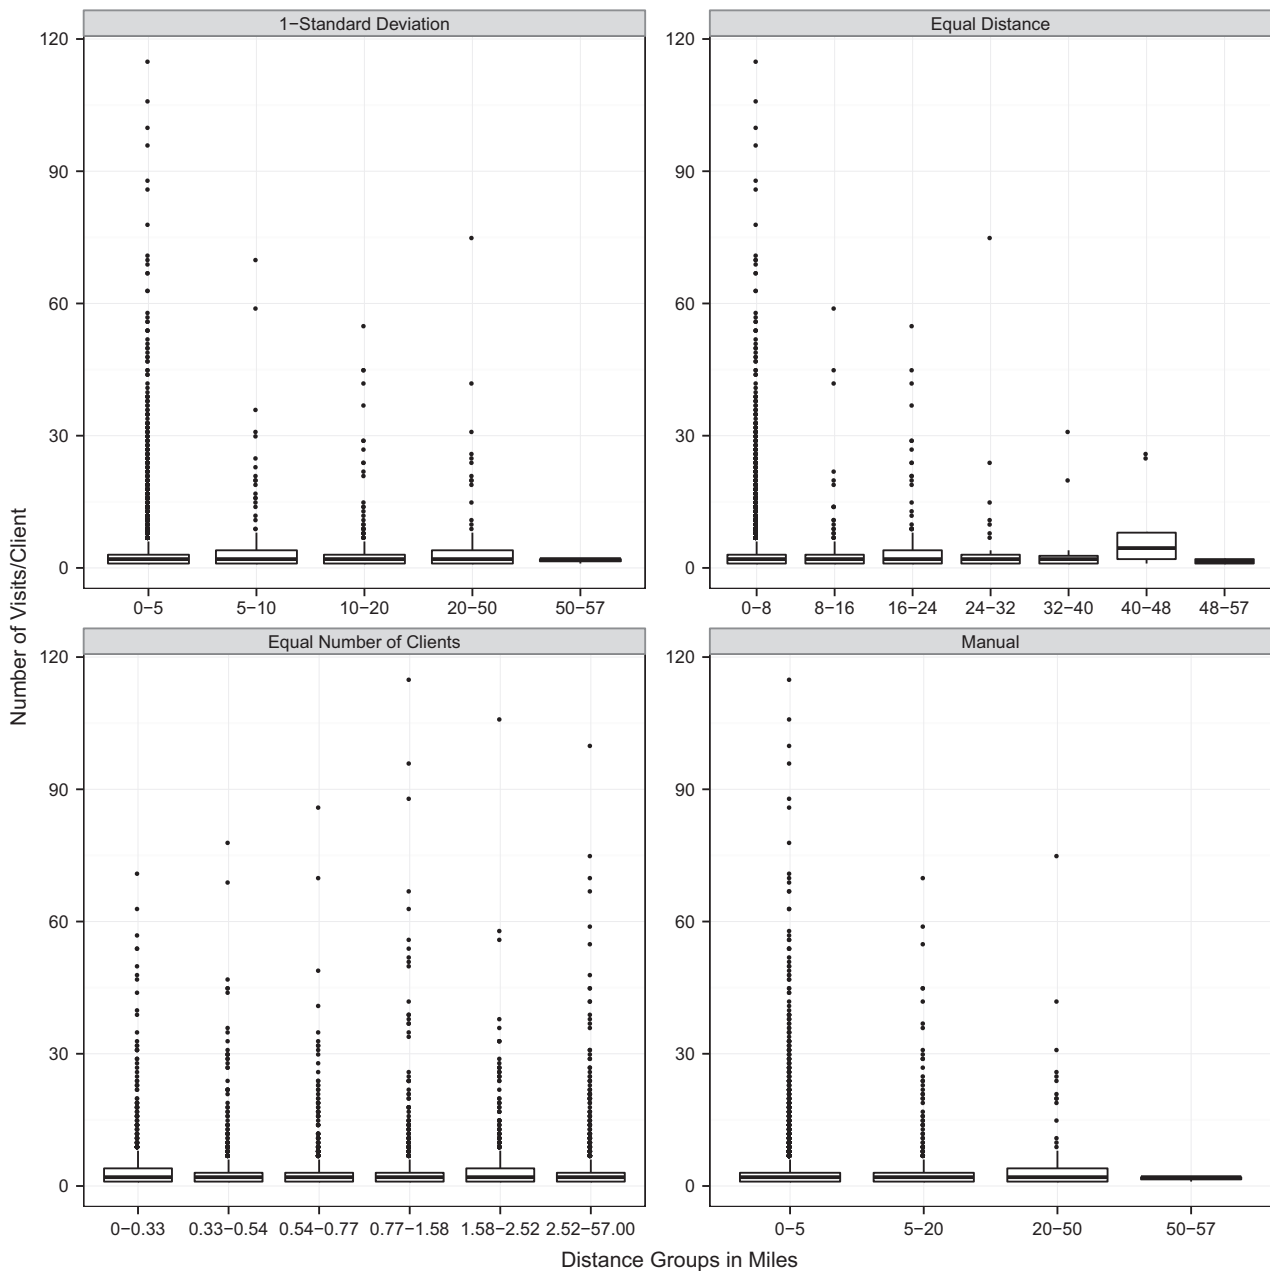 1−Standard Deviation
Equal Distance
120
90
60
30
0
0−5 5−10 10−20 20−50 50−57
120
90
60
30
0
0−8 8−16 16−24 24−32 32−40 40−48 48−57
Number of Visits/Client
Equal Number of Clients
Manual
120
90
60
30
0
0−0.33 0.33−0.54 0.54−0.77 0.77−1.58 1.58−2.52 2.52−57.00
120
90
60
30
0
0−5 5−20 20−50 50−57
Distance Groups in Miles